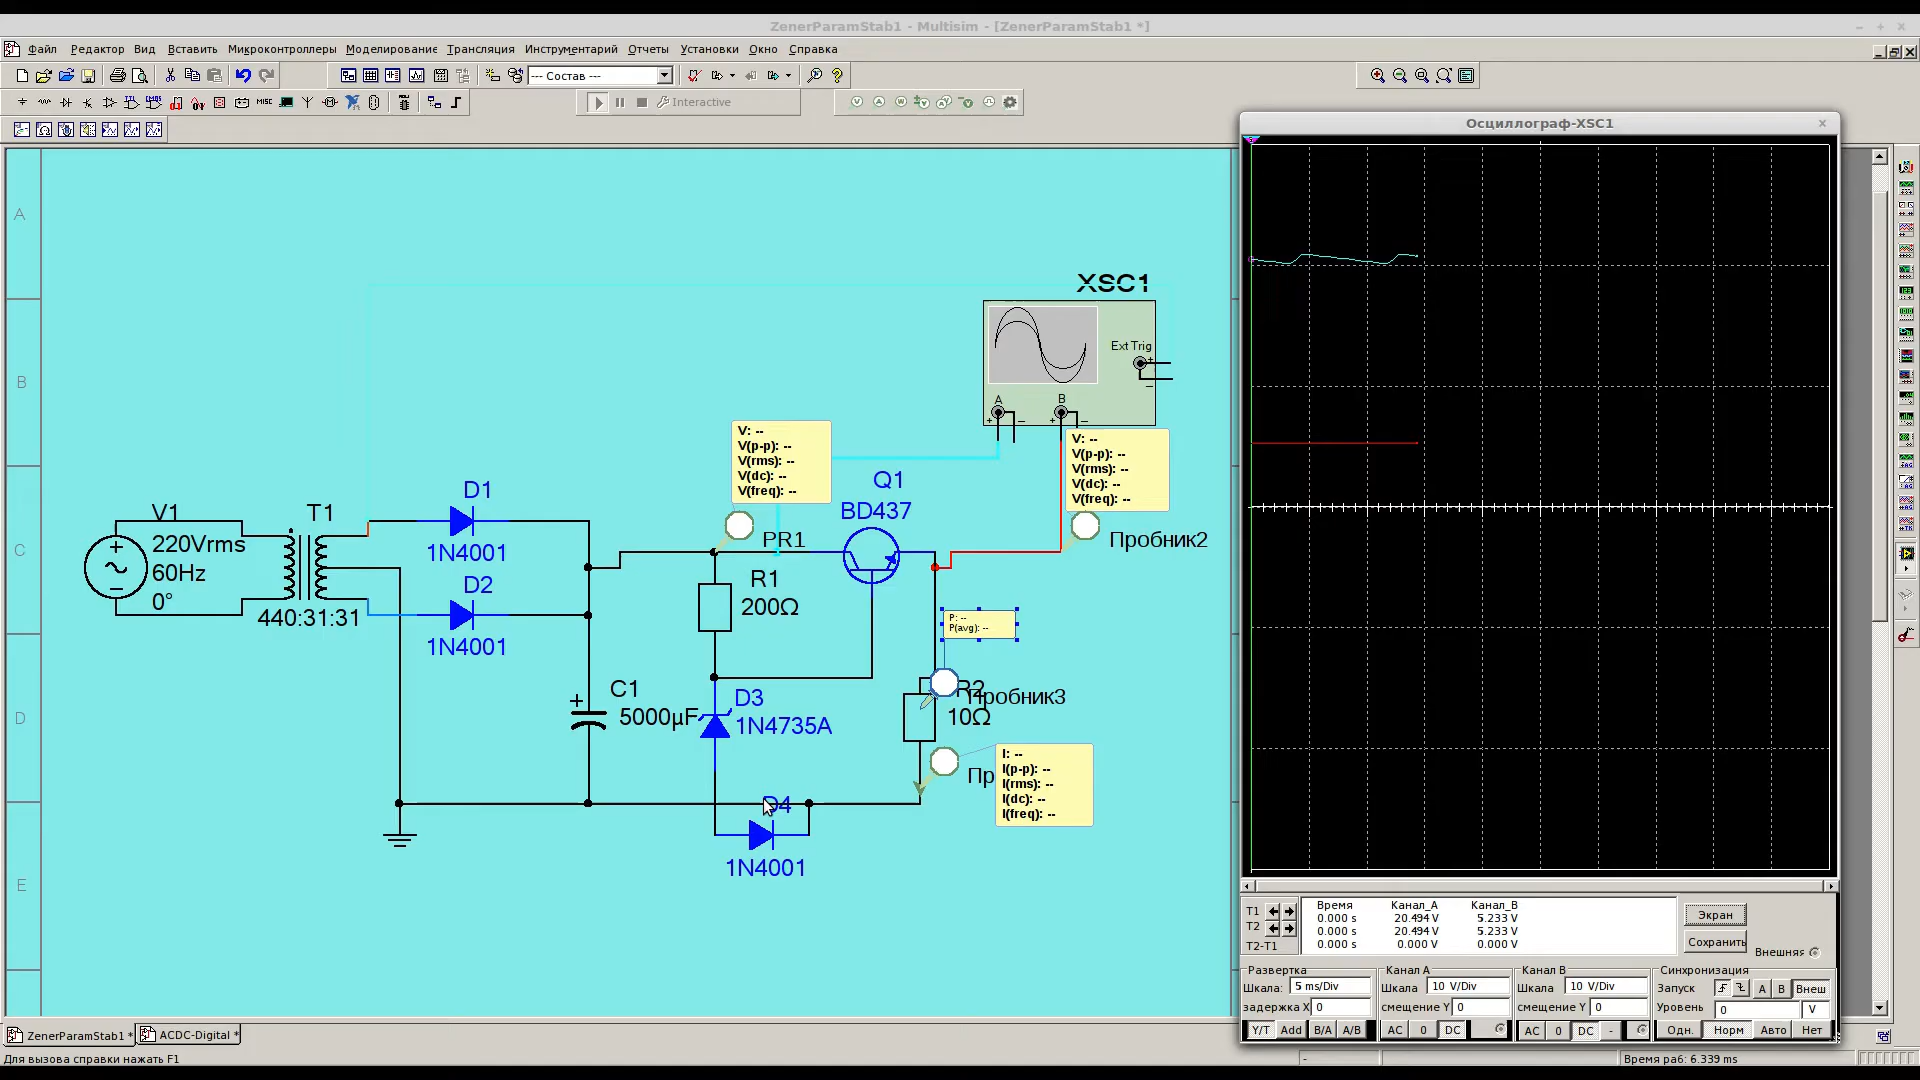 ZenerParamStab1 - Multisim - [ZenerParamStab1 *]
Файл Редактор Вид Вставить Микроконтроллеры Моделирование Трансляция Инструментарий Отчеты Установки Окно Справка
--- Состав ---
Interactive
Осциллограф-XSC1
A
B
C
D
E
XSC1
Ext Trig
A
B
V: --
V(p-p): --
V(rms): --
V(dc): --
V(freq): --
V: --
V(p-p): --
V(rms): --
V(dc): --
V(freq): --
Q1
BD437
PR1
Пробник2
V1
220Vrms
60Hz
0°
T1
440:31:31
D1
1N4001
D2
1N4001
R1
200Ω
P: --
P(avg): --
C1
5000µF
D3
1N4735A
R2
Пробник3
10Ω
Пр
I: --
I(p-p): --
I(rms): --
I(dc): --
I(freq): --
D4
1N4001
T1
T2
T2-T1
Время Канал_A Канал_B
0.000 s 20.494 V 5.233 V
0.000 s 20.494 V 5.233 V
0.000 s 0.000 V 0.000 V
Экран
Сохранить
Внешняя
Развертка
Шкала: 5 ms/Div
задержка X 0
Y/T Add B/A A/B
Канал A
Шкала 10 V/Div
смещение Y 0
AC 0 DC
Канал B
Шкала 10 V/Div
смещение Y 0
AC 0 DC -
Синхронизация
Запуск A B Внеш
Уровень 0 V
Одн. Норм Авто Нет
ZenerParamStab1 *
ACDC-Digital *
Для вызова справки нажать F1
-
Время раб: 6.339 ms